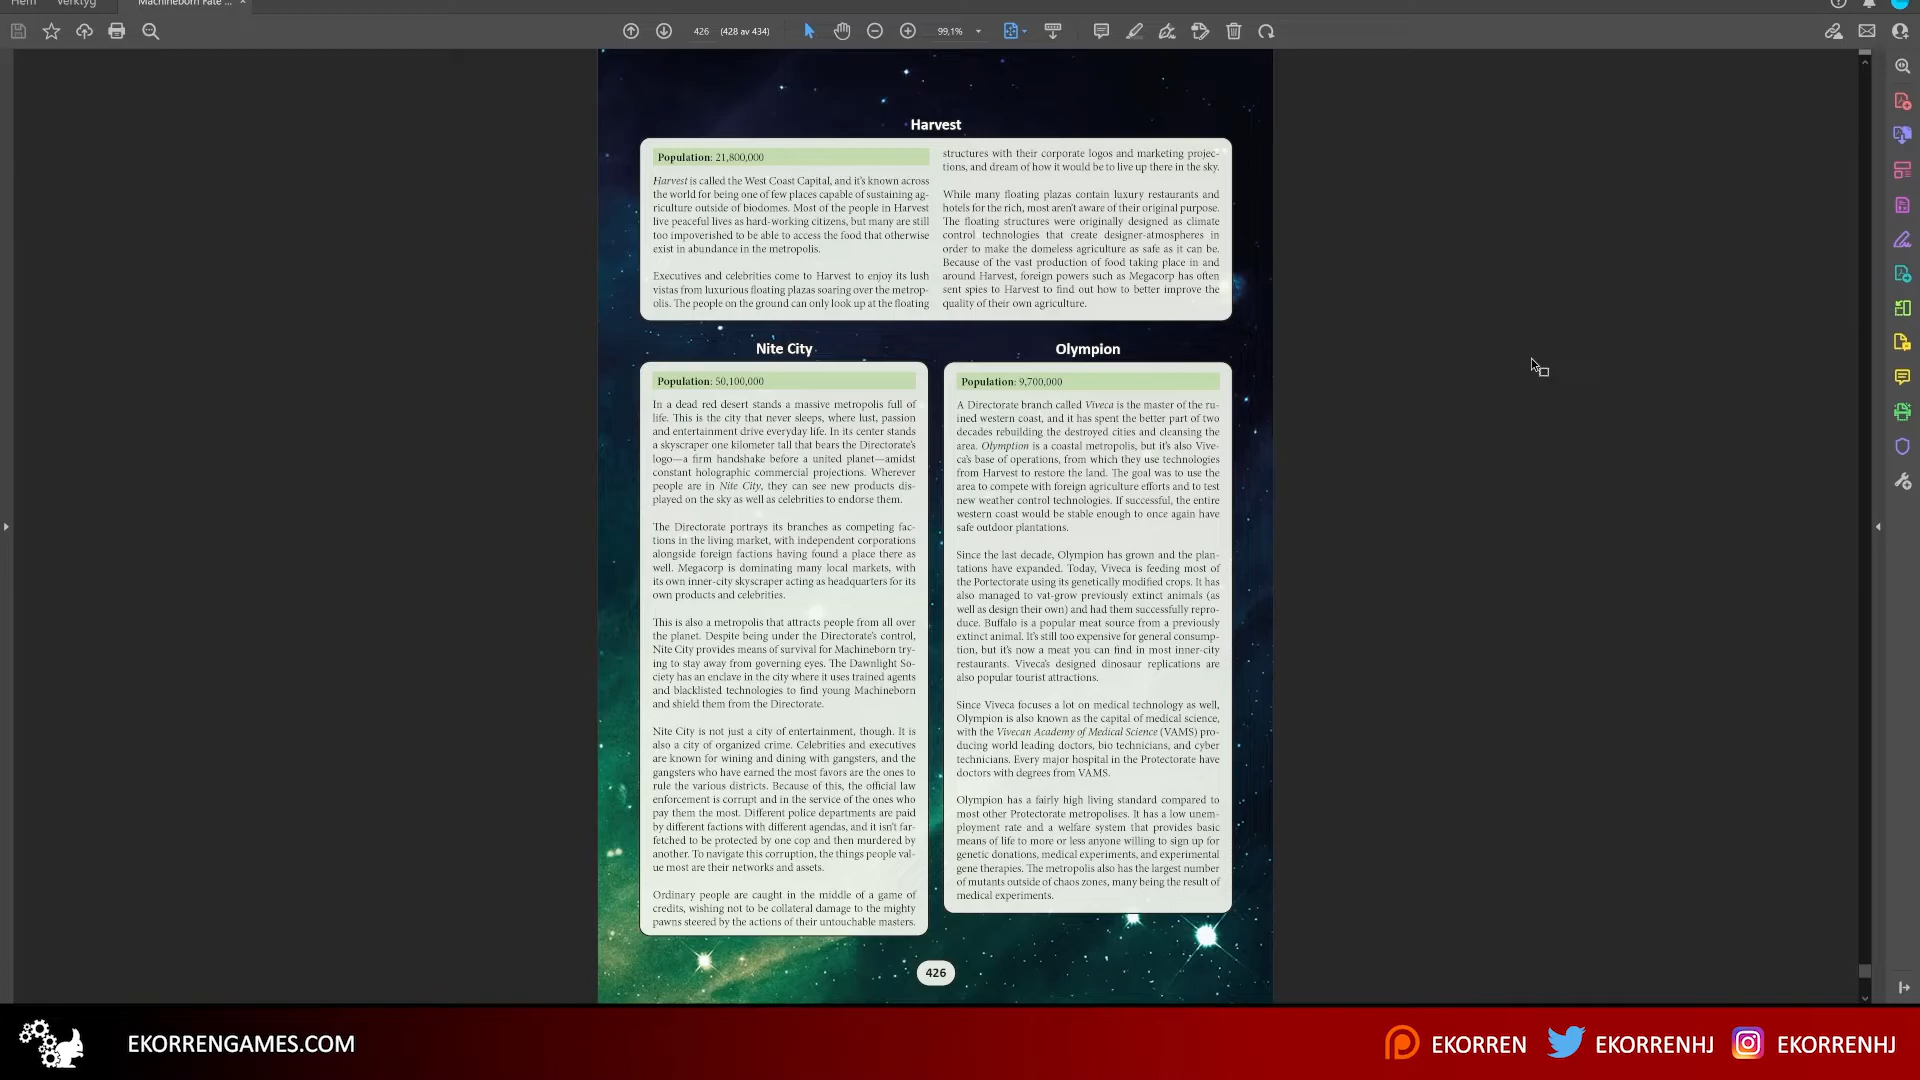 Hem
Verktyg
Machineborn Fate ...
426
(428 av 434)
99,1%
Harvest
Population: 21,800,000
Harvest is called the West Coast Capital, and it's known across
the world for being one of few places capable of sustaining ag-
riculture outside of biodomes. Most of the people in Harvest
live peaceful lives as hard-working citizens, but many are still
too impoverished to be able to access the food that otherwise
exist in abundance in the metropolis.
Executives and celebrities come to Harvest to enjoy its lush
vistas from luxurious floating plazas soaring over the metrop-
olis. The people on the ground can only look up at the floating
structures with their corporate logos and marketing projec-
tions, and dream of how it would be to live up there in the sky.
While many floating plazas contain luxury restaurants and
hotels for the rich, most aren't aware of their original purpose.
The floating structures were originally designed as climate
control technologies that create designer-atmospheres in
order to make the domeless agriculture as safe as it can be.
Because of the vast production of food taking place in and
around Harvest, foreign powers such as Megacorp has often
sent spies to Harvest to find out how to better improve the
quality of their own agriculture.
Nite City
Population: 50,100,000
In a dead red desert stands a massive metropolis full of
life. This is the city that never sleeps, where lust, passion
and entertainment drive everyday life. In its center stands
a skyscraper one kilometer tall that bears the Directorate's
logo—a firm handshake before a united planet—amidst
constant holographic commercial projections. Wherever
people are in Nite City, they can see new products dis-
played on the sky as well as celebrities to endorse them.
The Directorate portrays its branches as competing fac-
tions in the living market, with independent corporations
alongside foreign factions having found a place there as
well. Megacorp is dominating many local markets, with
its own inner-city skyscraper acting as headquarters for its
own products and celebrities.
This is also a metropolis that attracts people from all over
the planet. Despite being under the Directorate's control,
Nite City provides means of survival for Machineborn try-
ing to stay away from governing eyes. The Dawnlight So-
ciety has an enclave in the city where it uses trained agents
and blacklisted technologies to find young Machineborn
and shield them from the Directorate.
Nite City is not just a city of entertainment, though. It is
also a city of organized crime. Celebrities and executives
are known for wining and dining with gangsters, and the
gangsters who have earned the most favors are the ones to
rule the various districts. Because of this, the official law
enforcement is corrupt and in the service of the ones who
pay them the most. Different police departments are paid
by different factions with different agendas, and it isn't far-
fetched to be protected by one cop and then murdered by
another. To navigate this corruption, the things people val-
ue most are their networks and assets.
Ordinary people are caught in the middle of a game of
credits, wishing not to be collateral damage to the mighty
pawns steered by the actions of their untouchable masters.
Olympion
Population: 9,700,000
A Directorate branch called Viveca is the master of the ru-
ined western coast, and it has spent the better part of two
decades rebuilding the destroyed cities and cleansing the
area. Olymption is a coastal metropolis, but it's also Vive-
ca's base of operations, from which they use technologies
from Harvest to restore the land. The goal was to use the
area to compete with foreign agriculture efforts and to test
new weather control technologies. If successful, the entire
western coast would be stable enough to once again have
safe outdoor plantations.
Since the last decade, Olympion has grown and the plan-
tations have expanded. Today, Viveca is feeding most of
the Portectorate using its genetically modified crops. It has
also managed to vat-grow previously extinct animals (as
well as design their own) and had them successfully repro-
duce. Buffalo is a popular meat source from a previously
extinct animal. It's still too expensive for general consump-
tion, but it's now a meat you can find in most inner-city
restaurants. Viveca's designed dinosaur replications are
also popular tourist attractions.
Since Viveca focuses a lot on medical technology as well,
Olympion is also known as the capital of medical science,
with the Vivecan Academy of Medical Science (VAMS) pro-
ducing world leading doctors, bio technicians, and cyber
technicians. Every major hospital in the Protectorate have
doctors with degrees from VAMS.
Olympion has a fairly high living standard compared to
most other Protectorate metropolises. It has a low unem-
ployment rate and a welfare system that provides basic
means of life to more or less anyone willing to sign up for
genetic donations, medical experiments, and experimental
gene therapies. The metropolis also has the largest number
of mutants outside of chaos zones, many being the result of
medical experiments.
426
EKORRENGAMES.COM
EKORREN
EKORRENHJ
EKORRENHJ